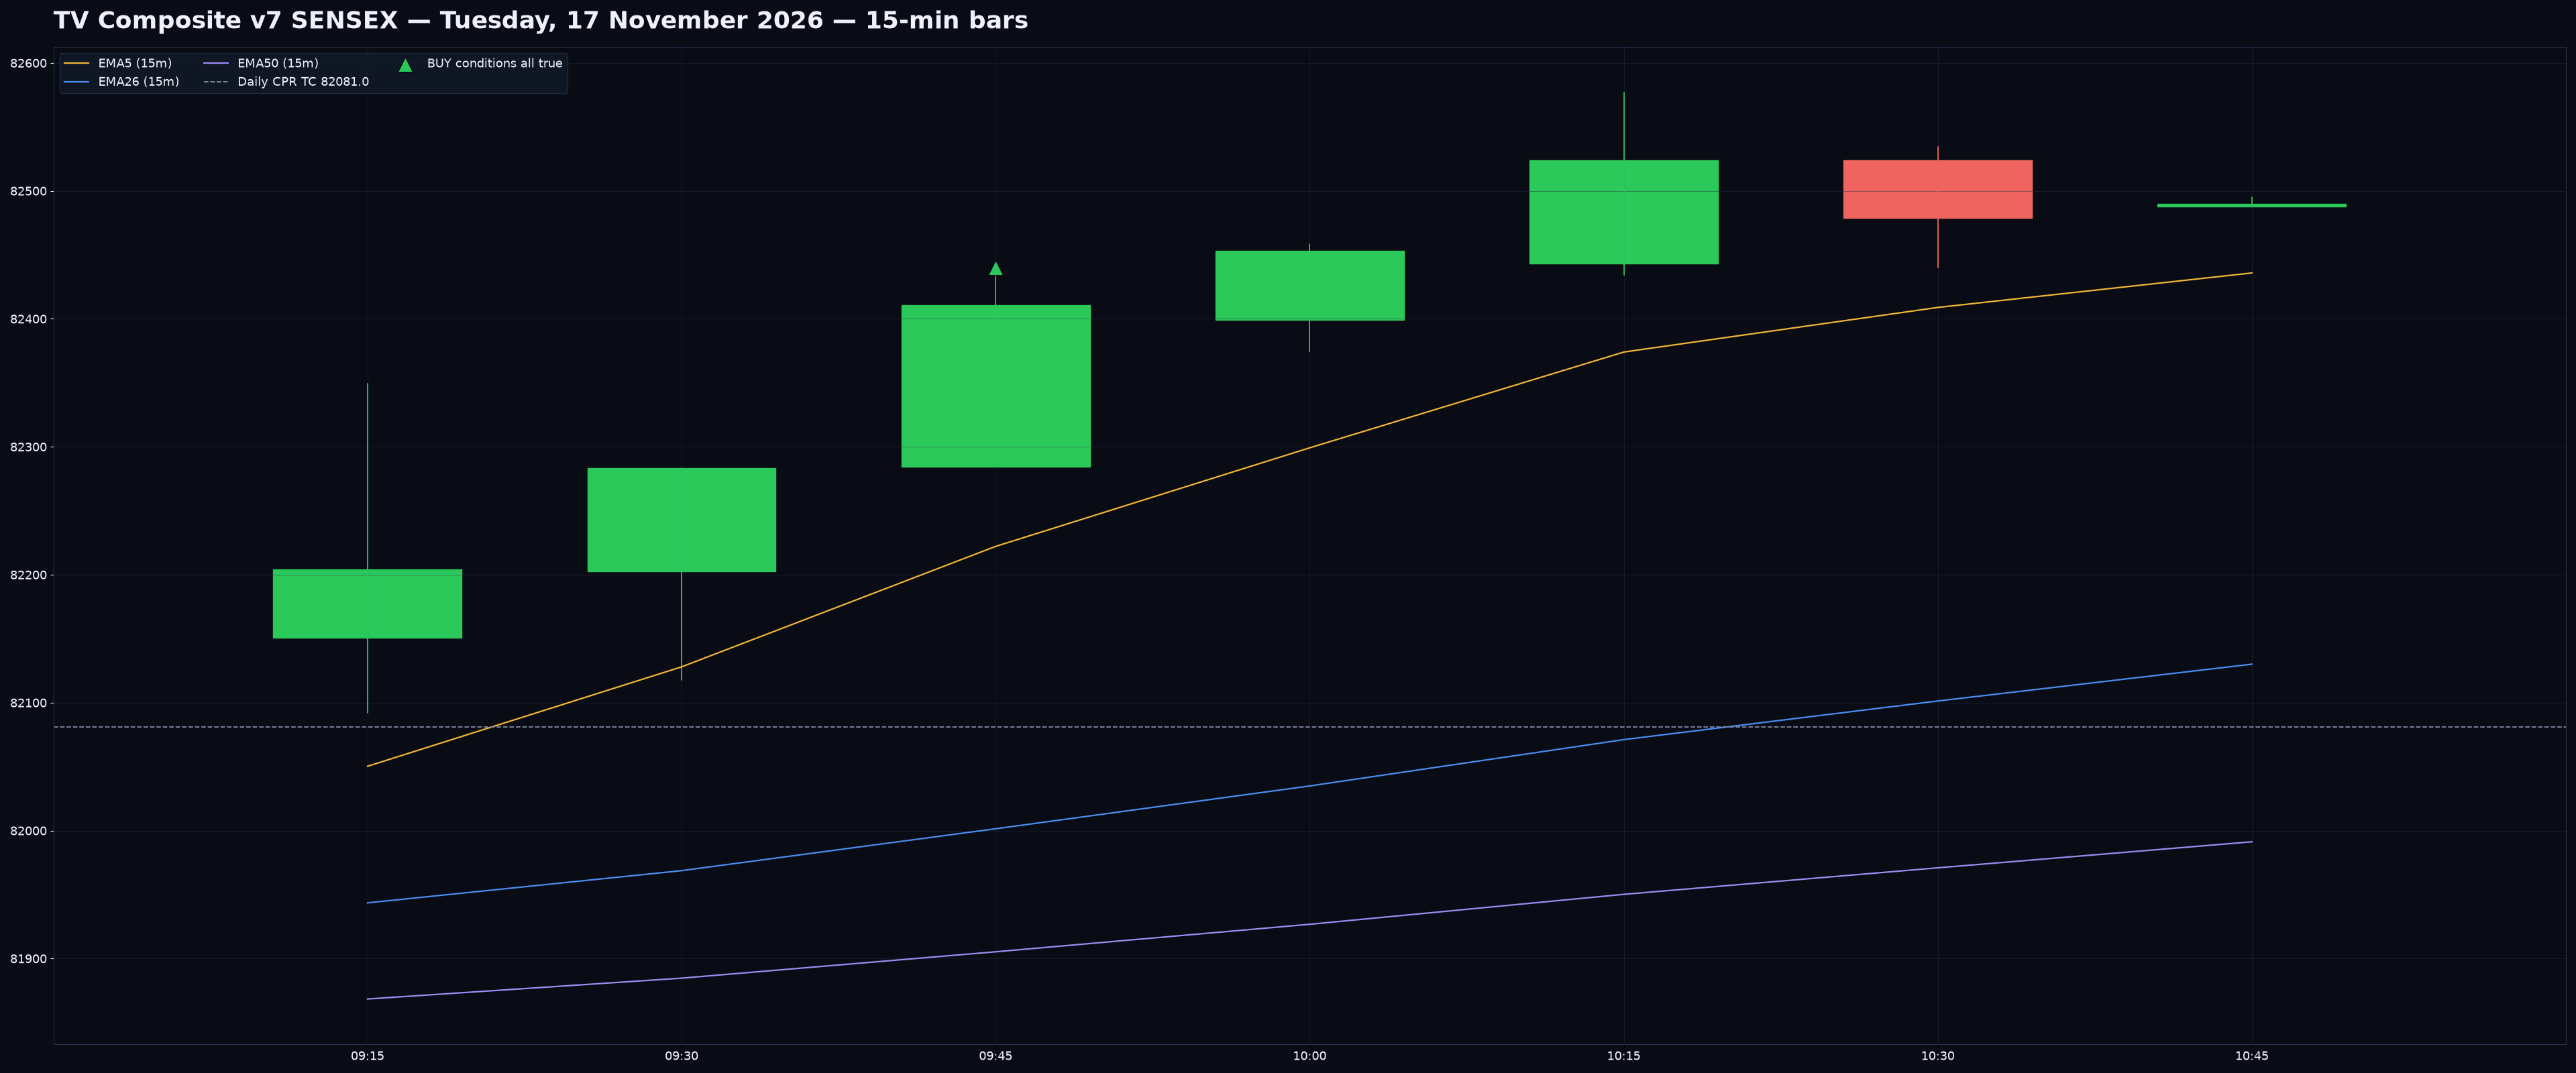 TV Composite v7 SENSEX — Tuesday, 17 November 2026 — 15-min bars
EMA5 (15m)
EMA26 (15m)
EMA50 (15m)
Daily CPR TC 82081.0
BUY conditions all true
82600
82500
82400
82300
82200
82100
82000
81900
09:15 09:30 09:45 10:00 10:15 10:30 10:45